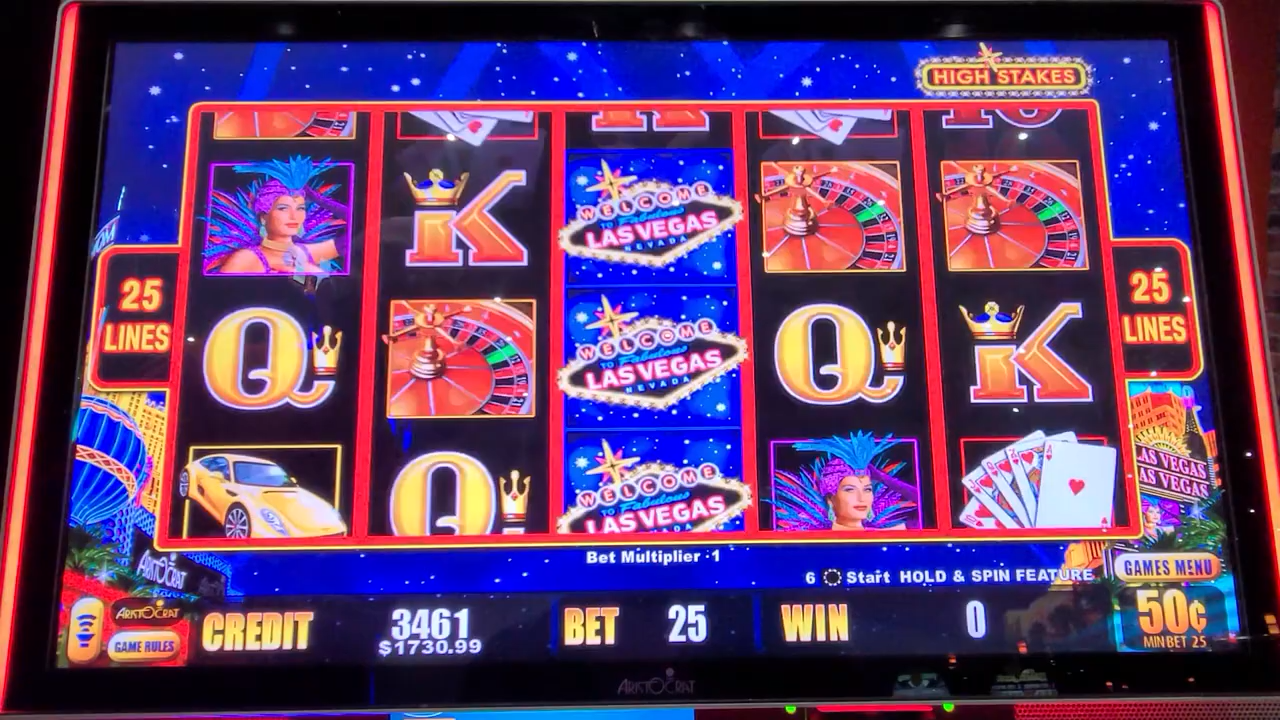 HIGH STAKES
WELCOME
TO Fabulous
LAS VEGAS
NEVADA
25
LINES
25
LINES
WELCOME
TO Fabulous
LAS VEGAS
NEVADA
WELCOME
TO Fabulous
LAS VEGAS
K
Q
Q
K
Q
A
LAS VEGAS
LAS VEGAS
Bet Multiplier 1
6 Start HOLD & SPIN FEATURE
GAMES MENU
ARISTOCRAT
ARISTOCRAT
GAME RULES
CREDIT
3461
$1730.99
BET
25
WIN
0
50¢
MIN BET 25
ARISTOCRAT